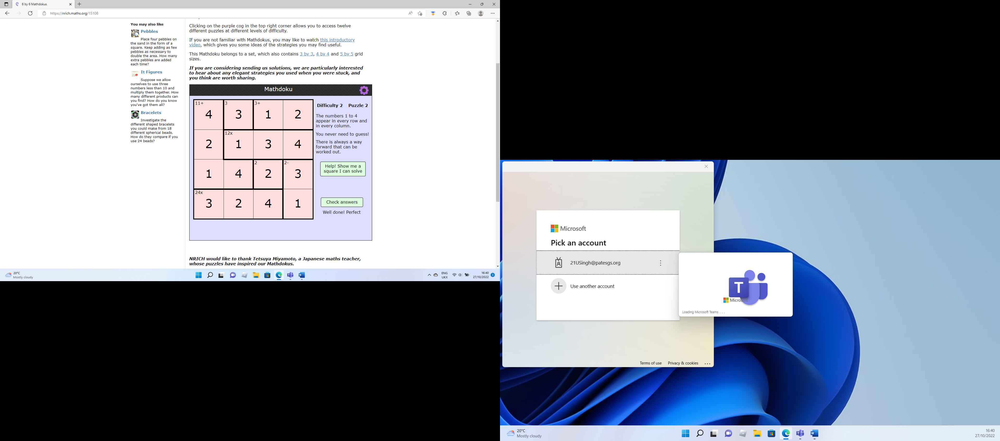 6 by 6 Mathdokus
https://nrich.maths.org/15108
You may also like
Pebbles
Place four pebbles on
the sand in the form of a
square. Keep adding as few
pebbles as necessary to
double the area. How many
extra pebbles are added
each time?
It Figures
Suppose we allow
ourselves to use three
numbers less than 10 and
multiply them together. How
many different products can
you find? How do you know
you've got them all?
Bracelets
Investigate the
different shaped bracelets
you could make from 18
different spherical beads.
How do they compare if you
use 24 beads?
Clicking on the purple cog in the top right corner allows you to access twelve
different puzzles at different levels of difficulty.
If you are not familiar with Mathdokus, you may like to watch this introductory
video, which gives you some ideas of the strategies you may find useful.
This Mathdoku belongs to a set, which also contains 3 by 3, 4 by 4 and 5 by 5 grid
sizes.
If you are considering sending us solutions, we are particularly interested
to hear about any elegant strategies you used when you were stuck, and
you think are worth sharing.
Mathdoku
11+ 3 3+
4 3 1 2
12x
2 1 3 4
2 2-
1 4 2 3
24x
3 2 4 1
Difficulty 2 Puzzle 2
The numbers 1 to 4
appear in every row and
in every column.
You never need to guess!
There is always a way
forward that can be
worked out.
Help! Show me a
square I can solve
Check answers
Well done! Perfect
NRICH would like to thank Tetsuya Miyamoto, a Japanese maths teacher,
whose puzzles have inspired our Mathdokus.
20°C
Mostly cloudy
ENG
UKX
16:40
27/10/2022
3
Microsoft
Pick an account
21USingh@patesgs.org
Use another account
Terms of use Privacy & cookies
T
Microsoft
Loading Microsoft Teams . . .
20°C
Mostly cloudy
16:40
27/10/2022